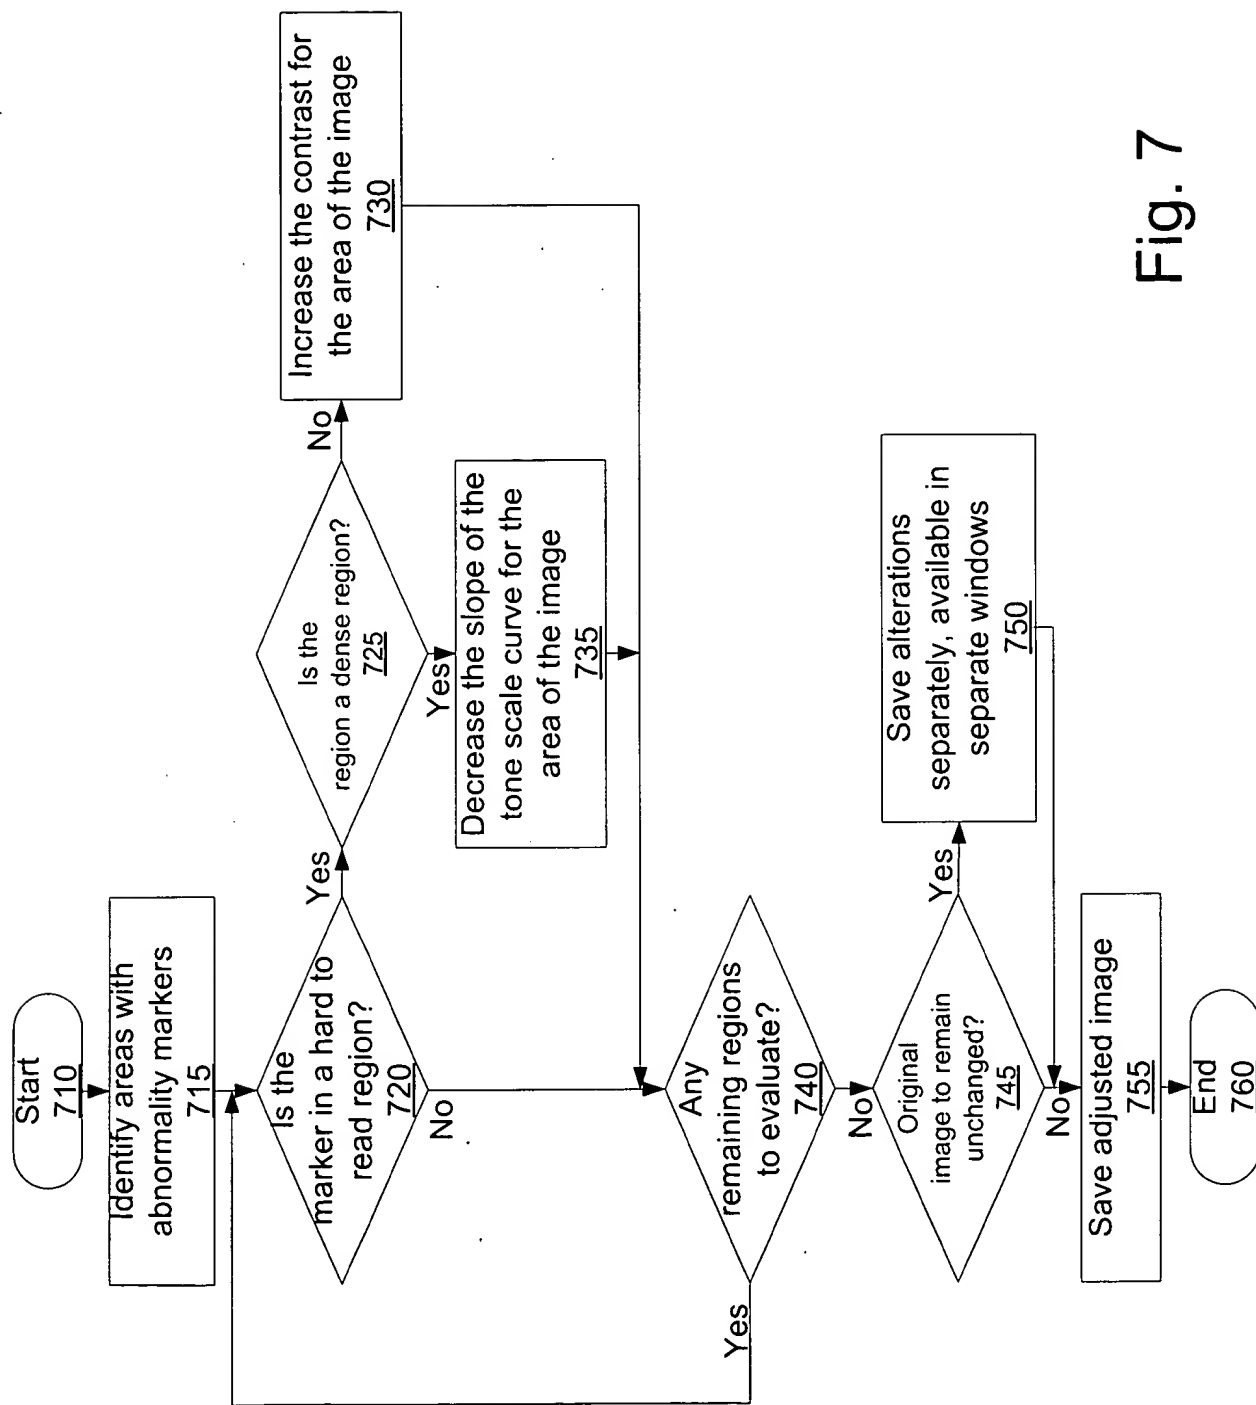 Start
710
Identify areas with
abnormality markers
715
Is the
marker in a hard to
read region?
720
Yes
No
Is the
region a dense region?
725
No
Yes
Increase the contrast for
the area of the image
730
Decrease the slope of the
tone scale curve for the
area of the image
735
Any
remaining regions
to evaluate?
740
Yes
No
Original
image to remain
unchanged?
745
Yes
No
Save alterations
separately, available in
separate windows
750
Save adjusted image
755
End
760
Fig. 7